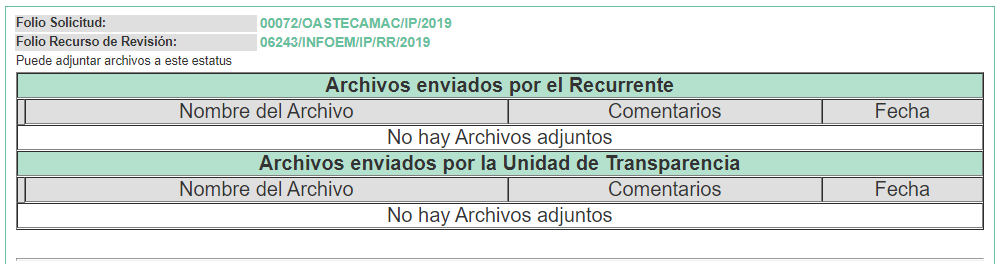 Folio Solicitud: 00072/OASTECAMAC/IP/2019
Folio Recurso de Revisión: 06243/INFOEM/IP/RR/2019
Puede adjuntar archivos a este estatus
Archivos enviados por el Recurrente
Nombre del Archivo Comentarios Fecha
No hay Archivos adjuntos
Archivos enviados por la Unidad de Transparencia
Nombre del Archivo Comentarios Fecha
No hay Archivos adjuntos